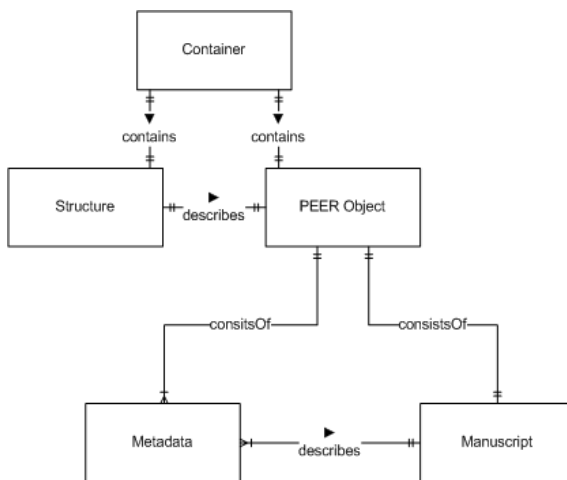 Container
contains
contains
Structure
describes
PEER Object
consitsOf
consistsOf
Metadata
describes
Manuscript